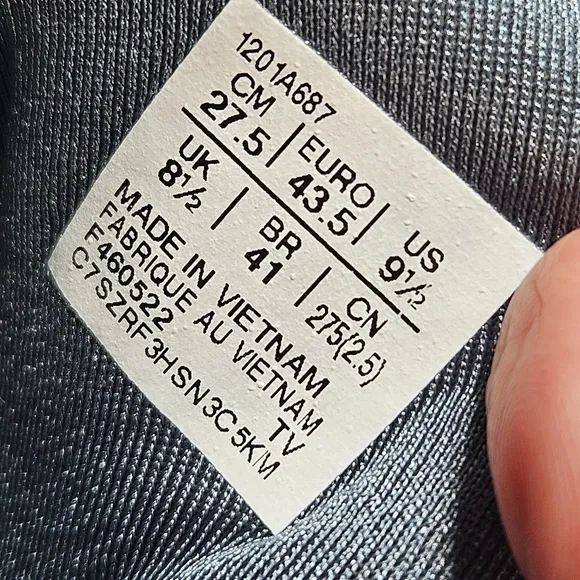 1201A687
CM | EURO | US
27.5 | 43.5 | 9½
UK | BR | CN
8½ | 41 | 275(2.5)
MADE IN VIETNAM
FABRIQUE AU VIETNAM
F460522 TV
C7SZRF3HSN3C5KM